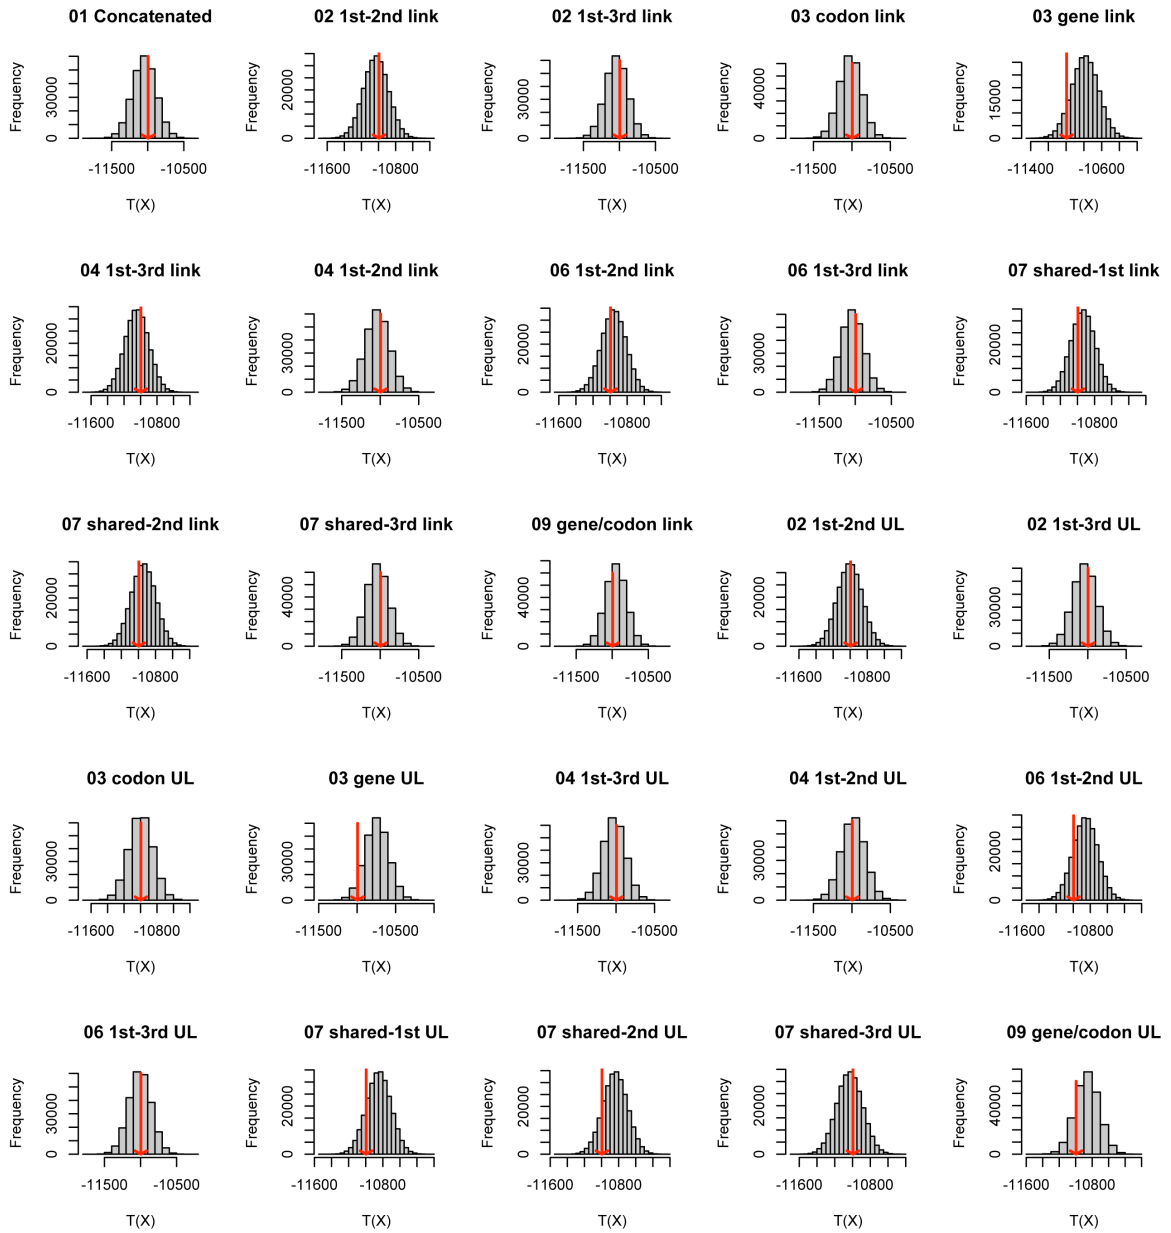 01 Concatenated
Frequency
0 30000
-11500 -10500
T(X)
02 1st-2nd link
Frequency
0 20000
-11600 -10800
T(X)
02 1st-3rd link
Frequency
0 30000
-11500 -10500
T(X)
03 codon link
Frequency
0 40000
-11500 -10500
T(X)
03 gene link
Frequency
0 15000
-11400 -10600
T(X)
04 1st-3rd link
Frequency
0 20000
-11600 -10800
T(X)
04 1st-2nd link
Frequency
0 30000
-11500 -10500
T(X)
06 1st-2nd link
Frequency
0 20000
-11600 -10800
T(X)
06 1st-3rd link
Frequency
0 30000
-11500 -10500
T(X)
07 shared-1st link
Frequency
0 20000
-11600 -10800
T(X)
07 shared-2nd link
Frequency
0 20000
-11600 -10800
T(X)
07 shared-3rd link
Frequency
0 40000
-11500 -10500
T(X)
09 gene/codon link
Frequency
0 40000
-11500 -10500
T(X)
02 1st-2nd UL
Frequency
0 20000
-11600 -10800
T(X)
02 1st-3rd UL
Frequency
0 30000
-11500 -10500
T(X)
03 codon UL
Frequency
0 30000
-11600 -10800
T(X)
03 gene UL
Frequency
0 30000
-11500 -10500
T(X)
04 1st-3rd UL
Frequency
0 30000
-11500 -10500
T(X)
04 1st-2nd UL
Frequency
0 30000
-11500 -10500
T(X)
06 1st-2nd UL
Frequency
0 20000
-11600 -10800
T(X)
06 1st-3rd UL
Frequency
0 30000
-11500 -10500
T(X)
07 shared-1st UL
Frequency
0 20000
-11600 -10800
T(X)
07 shared-2nd UL
Frequency
0 20000
-11600 -10800
T(X)
07 shared-3rd UL
Frequency
0 20000
-11600 -10800
T(X)
09 gene/codon UL
Frequency
0 40000
-11600 -10800
T(X)